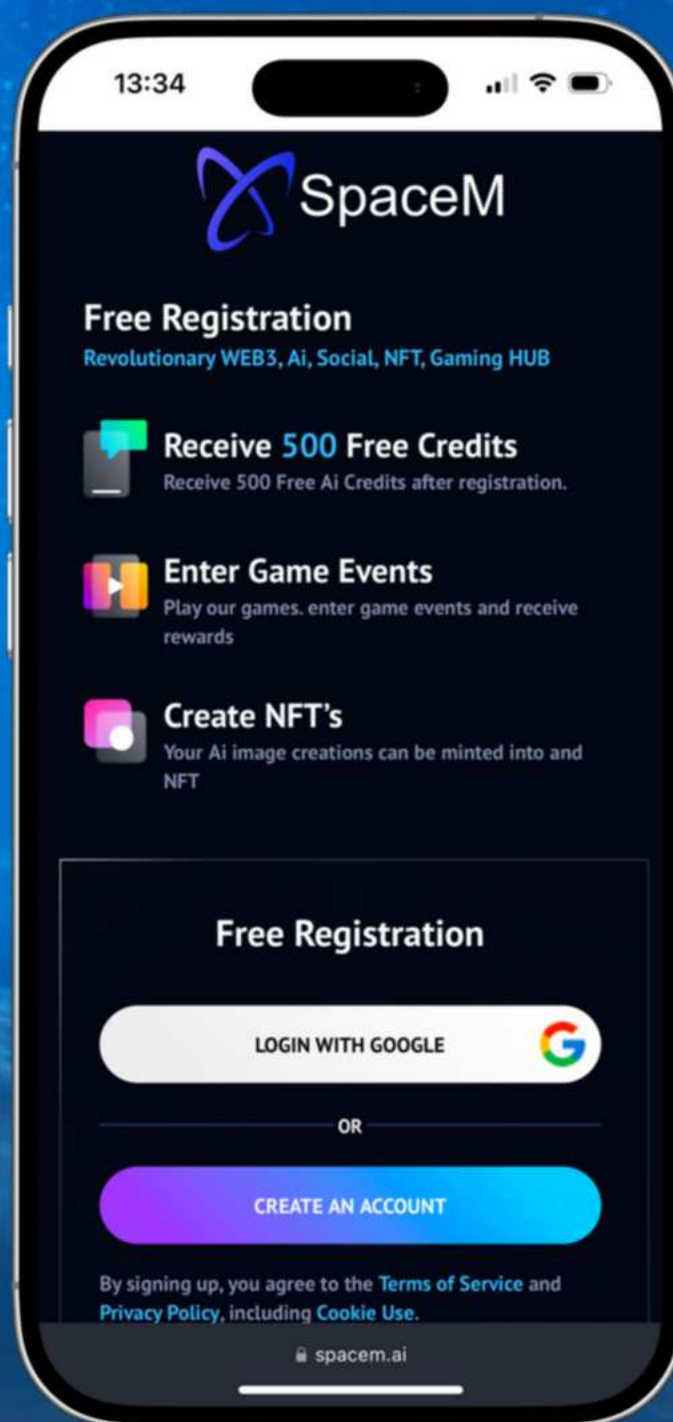 13:34
SpaceM
Free Registration
Revolutionary WEB3, Ai, Social, NFT, Gaming HUB
Receive 500 Free Credits
Receive 500 Free Ai Credits after registration.
Enter Game Events
Play our games. enter game events and receive
rewards
Create NFT's
Your Ai image creations can be minted into and
NFT
Free Registration
LOGIN WITH GOOGLE
OR
CREATE AN ACCOUNT
By signing up, you agree to the Terms of Service and
Privacy Policy, including Cookie Use.
spacem.ai